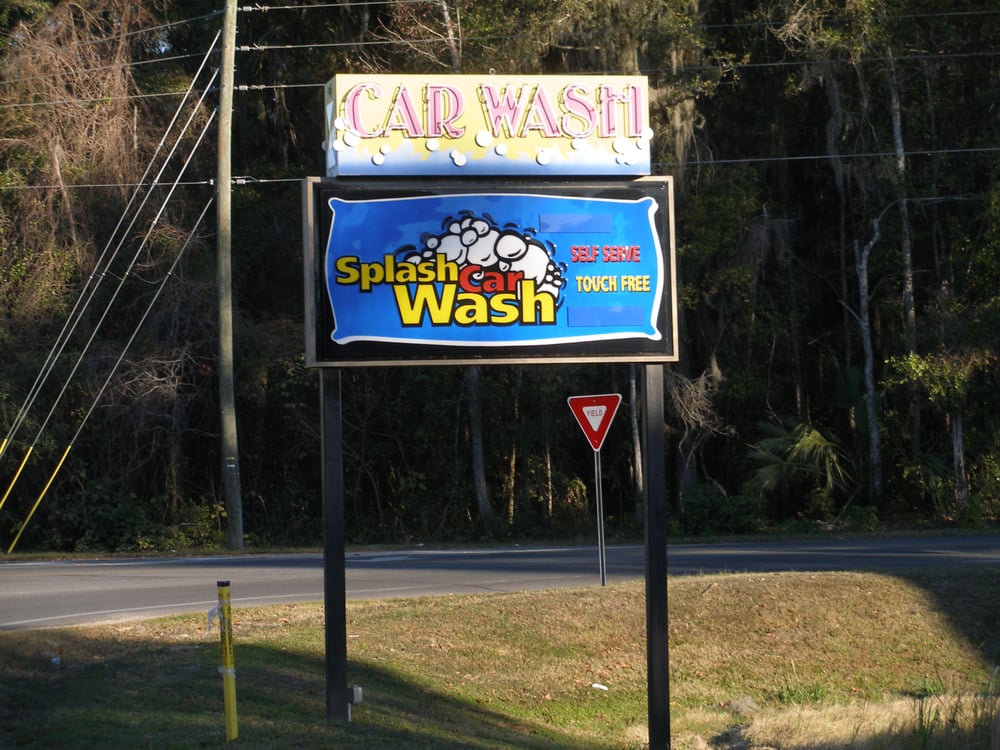 CAR WASH
Splash Car
Wash
SELF SERVE
TOUCH FREE
YIELD